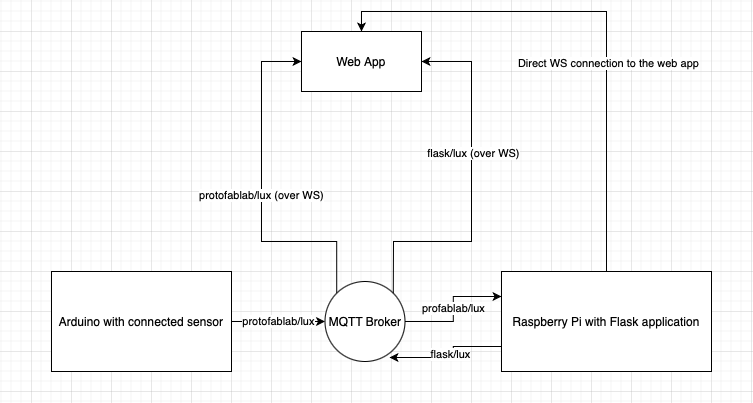 Web App
Direct WS connection to the web app
flask/lux (over WS)
protofablab/lux (over WS)
Arduino with connected sensor
protofablab/lux
MQTT Broker
profablab/lux
flask/lux
Raspberry Pi with Flask application